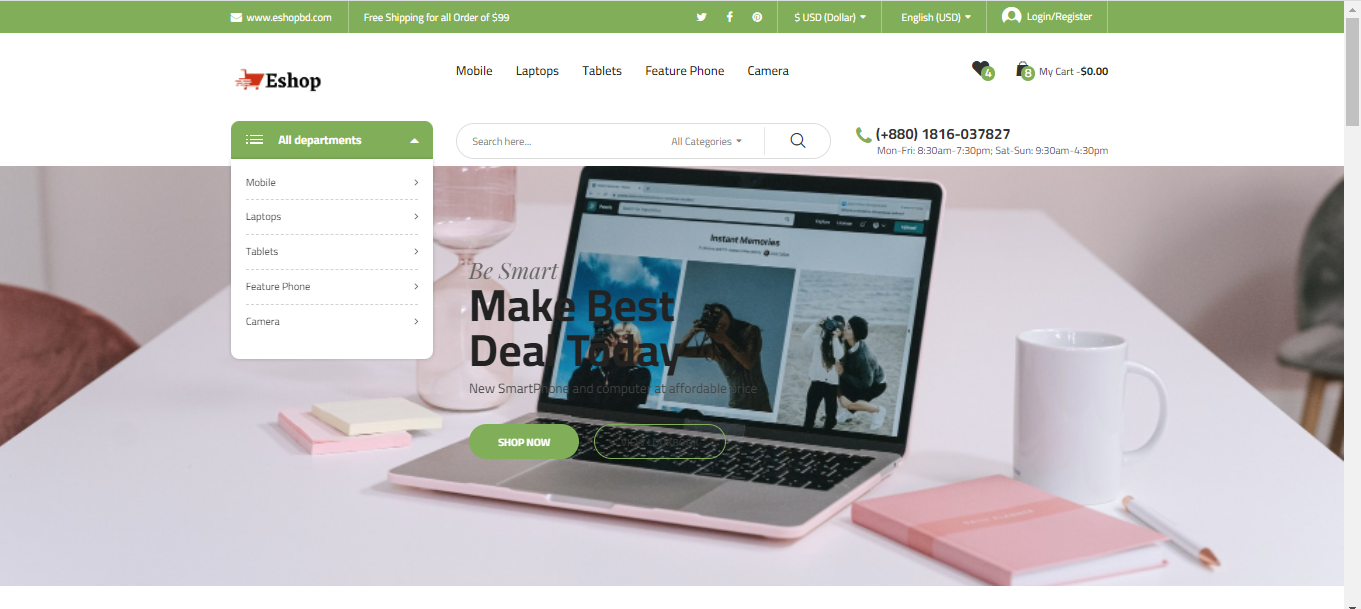 www.eshopbd.com
Free Shipping for all Order of $99
$ USD (Dollar)
English (USD)
Login/Register
Eshop
Mobile
Laptops
Tablets
Feature Phone
Camera
4
8
My Cart -$0.00
All departments
Search here...
All Categories
(+880) 1816-037827
Mon-Fri: 8:30am-7:30pm; Sat-Sun: 9:30am-4:30pm
Mobile
Laptops
Tablets
Feature Phone
Camera
Instant Memories
Be Smart
Make Best
Deal Today
New SmartPhone and computer at affordable price
SHOP NOW